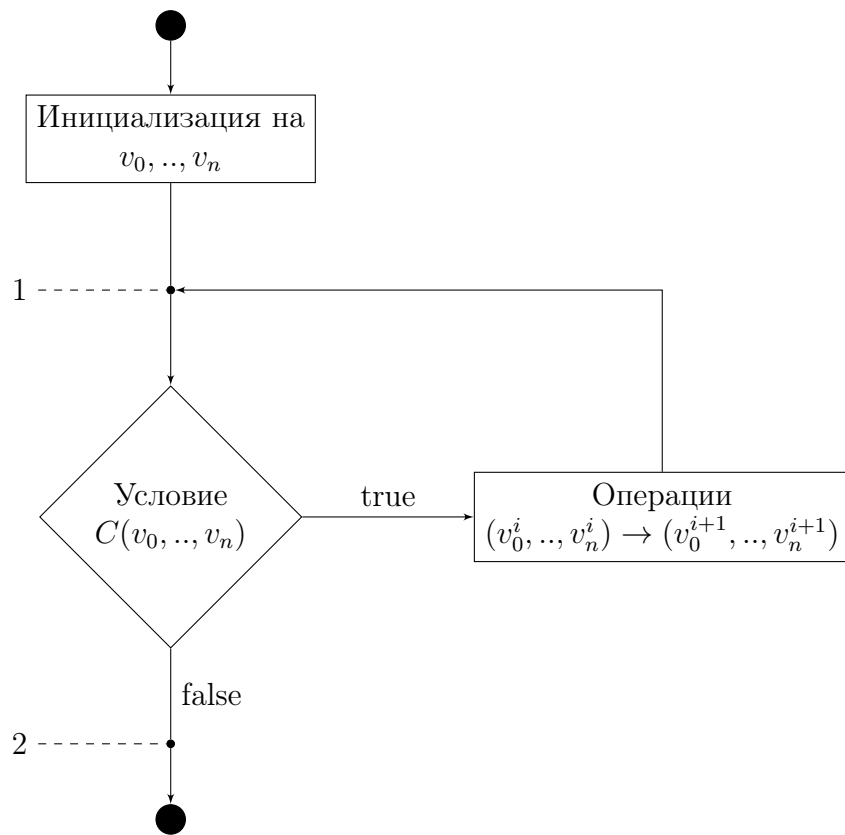 Инициализация на
v_0, .., v_n
1
Условие
C(v_0, .., v_n)
true
Операции
(v_0^i, .., v_n^i) → (v_0^{i+1}, .., v_n^{i+1})
false
2